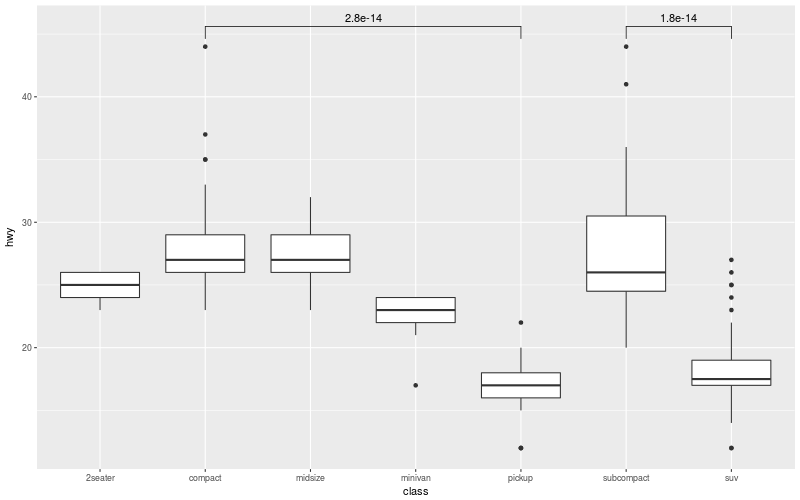 2.8e-14
1.8e-14
40
30
20
hwy
2seater
compact
midsize
minivan
pickup
subcompact
suv
class